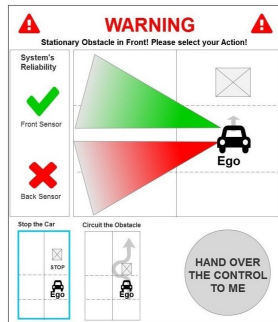 WARNING
Stationary Obstacle in Front! Please select your Action!
System's
Reliability
Front Sensor
Ego
Back Sensor
Stop the Car
Circuit the Obstacle
STOP
Ego
Ego
HAND OVER
THE CONTROL
TO ME